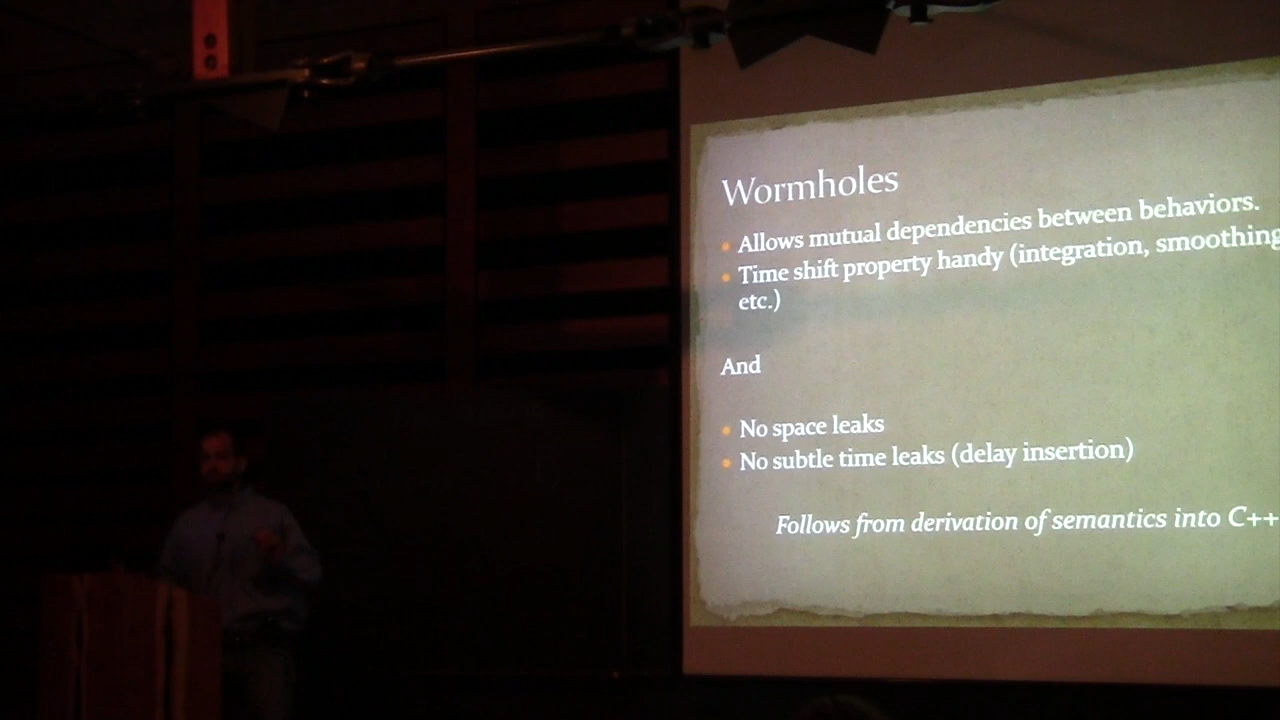 Wormholes
Allows mutual dependencies between behaviors.
Time shift property handy (integration, smoothing
etc.)
And
No space leaks
No subtle time leaks (delay insertion)
Follows from derivation of semantics into C++